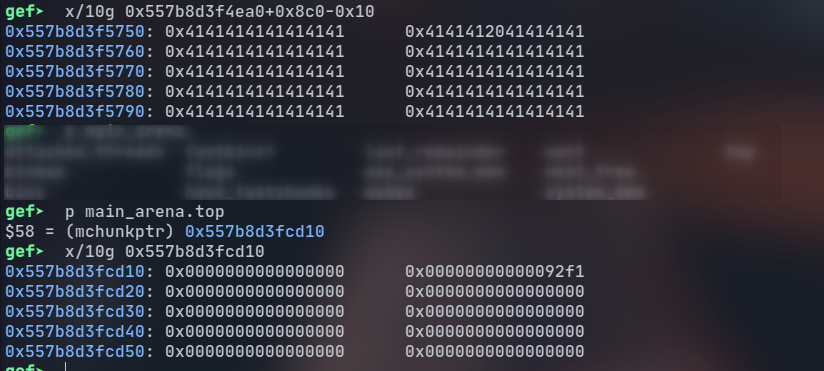 gef➤  x/10g 0x557b8d3f4ea0+0x8c0-0x10
0x557b8d3f5750: 0x4141414141414141 0x4141412041414141
0x557b8d3f5760: 0x4141414141414141 0x4141414141414141
0x557b8d3f5770: 0x4141414141414141 0x4141414141414141
0x557b8d3f5780: 0x4141414141414141 0x4141414141414141
0x557b8d3f5790: 0x4141414141414141 0x4141414141414141
gef➤  p main_arena.
gef➤  p main_arena.top
$58 = (mchunkptr) 0x557b8d3fcd10
gef➤  x/10g 0x557b8d3fcd10
0x557b8d3fcd10: 0x0000000000000000 0x00000000000092f1
0x557b8d3fcd20: 0x0000000000000000 0x0000000000000000
0x557b8d3fcd30: 0x0000000000000000 0x0000000000000000
0x557b8d3fcd40: 0x0000000000000000 0x0000000000000000
0x557b8d3fcd50: 0x0000000000000000 0x0000000000000000
gef➤